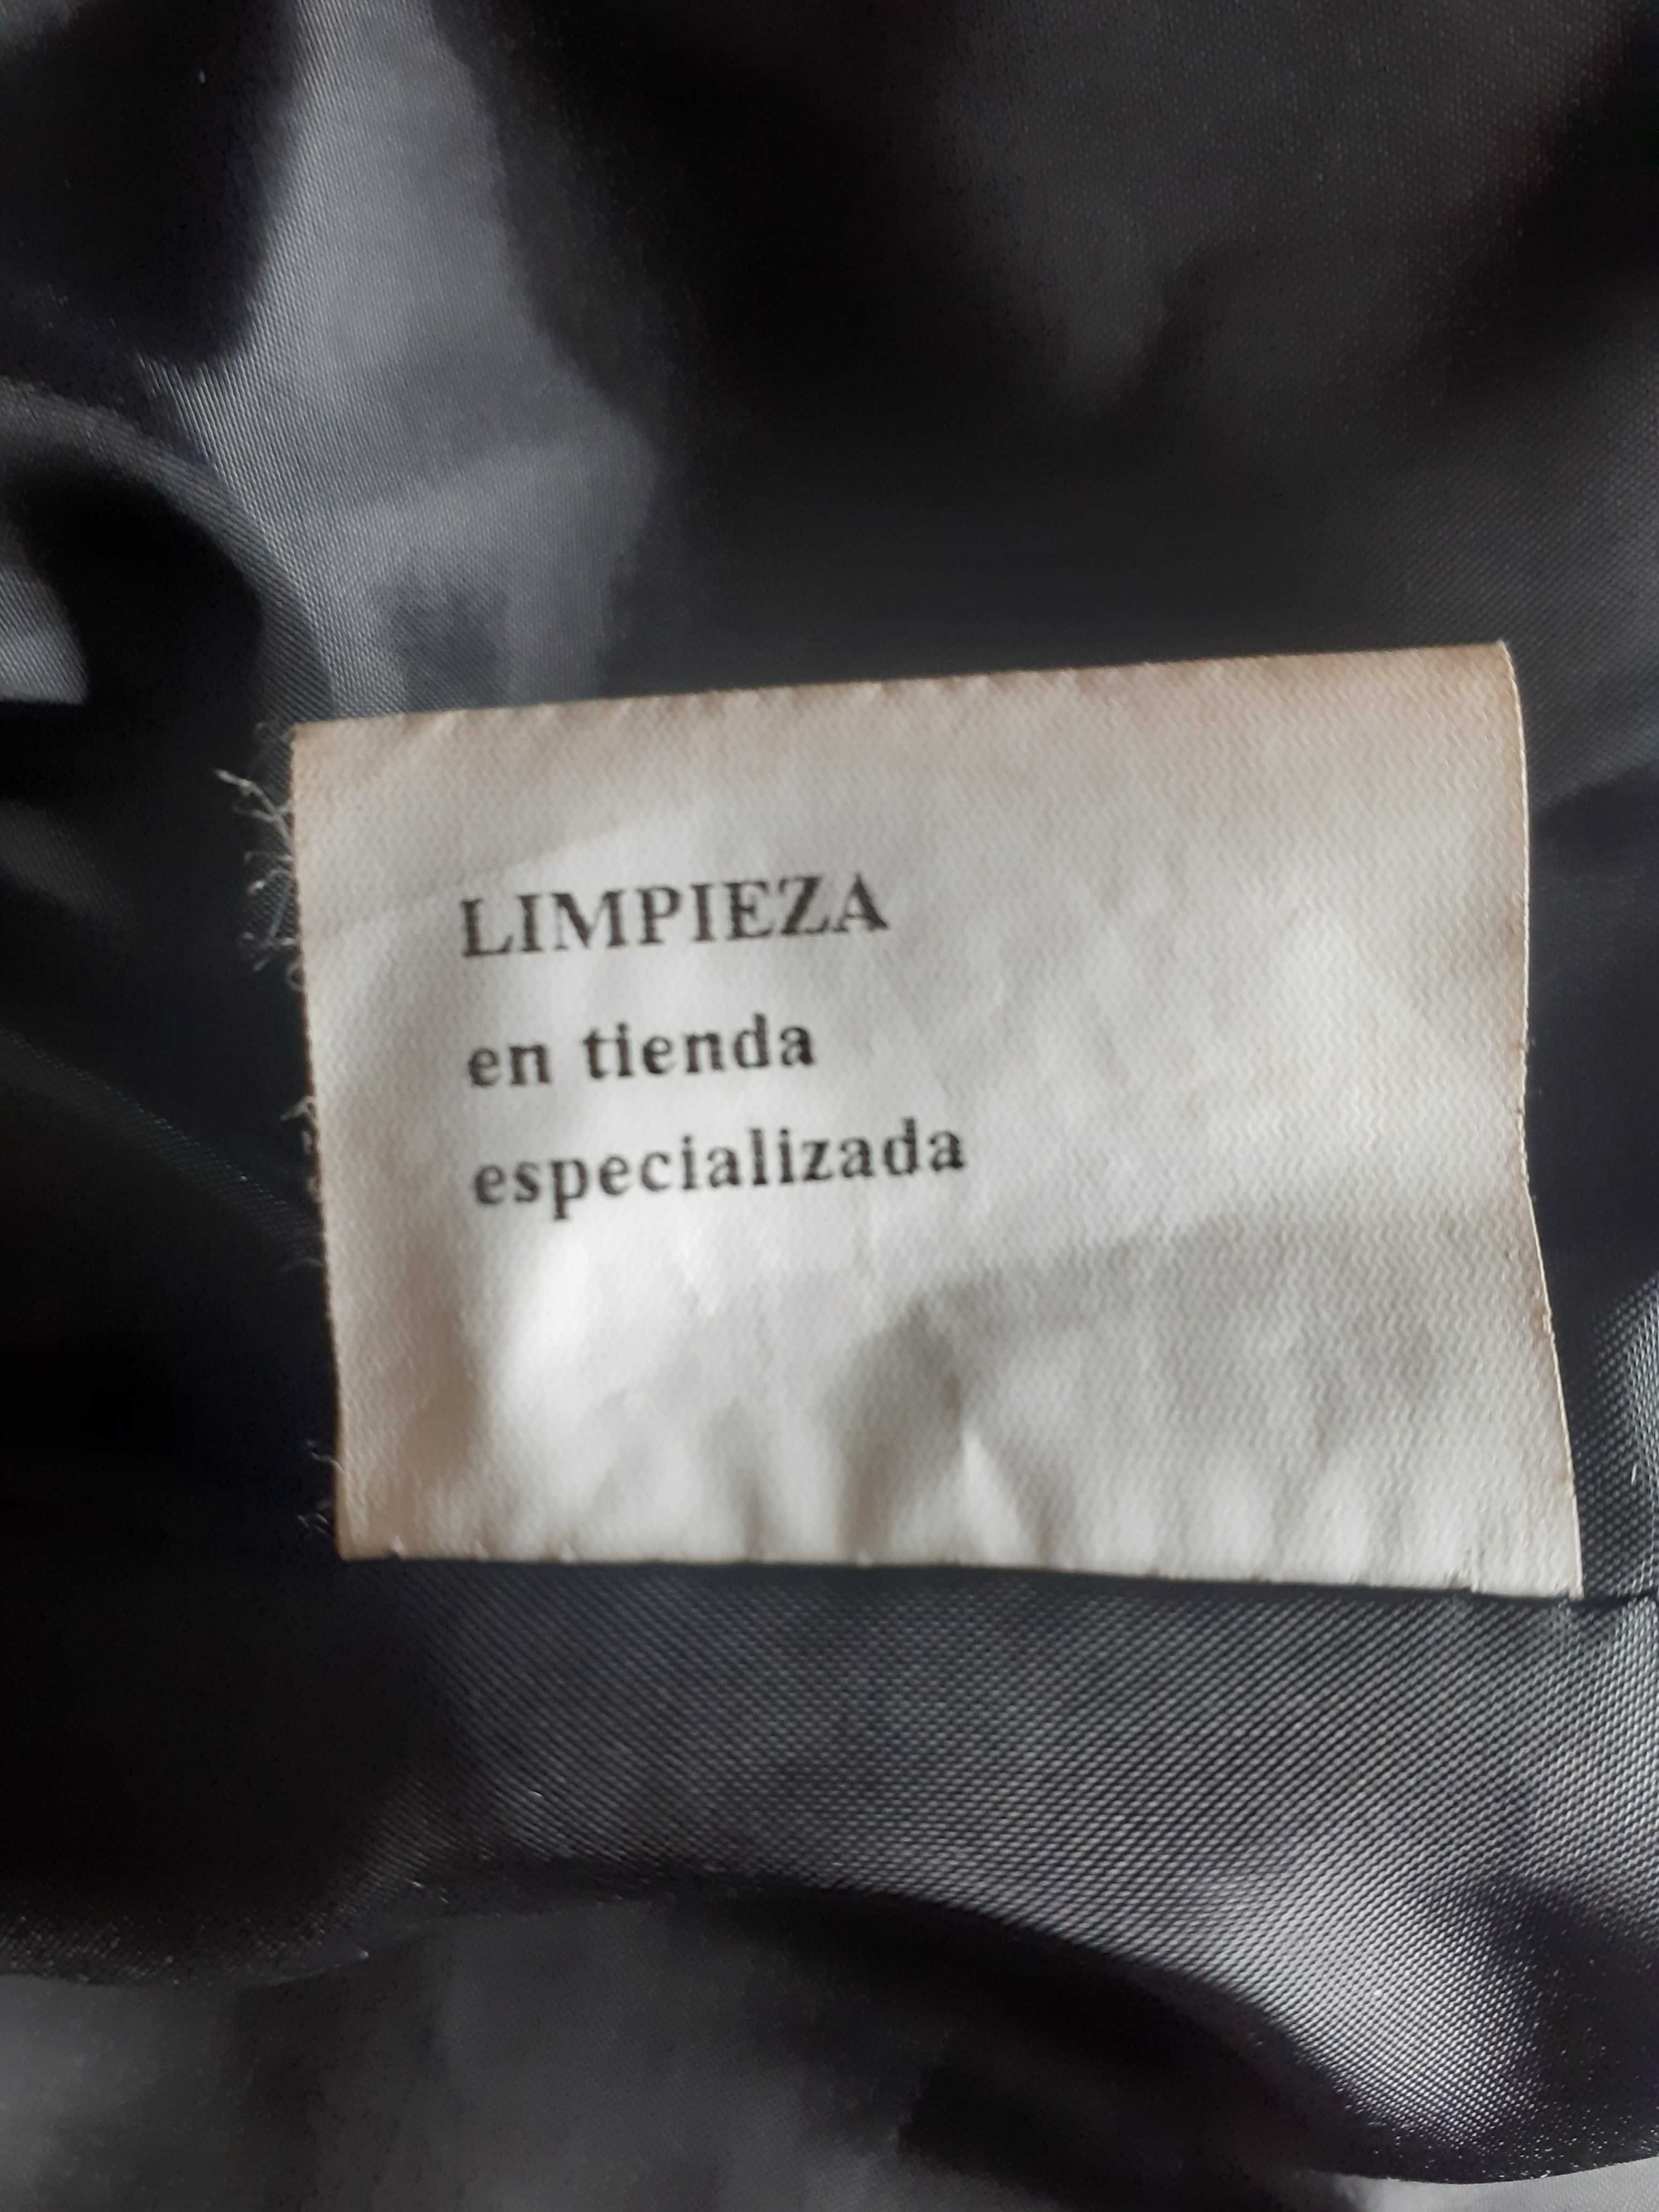 LIMPIEZA
en tienda
especializada